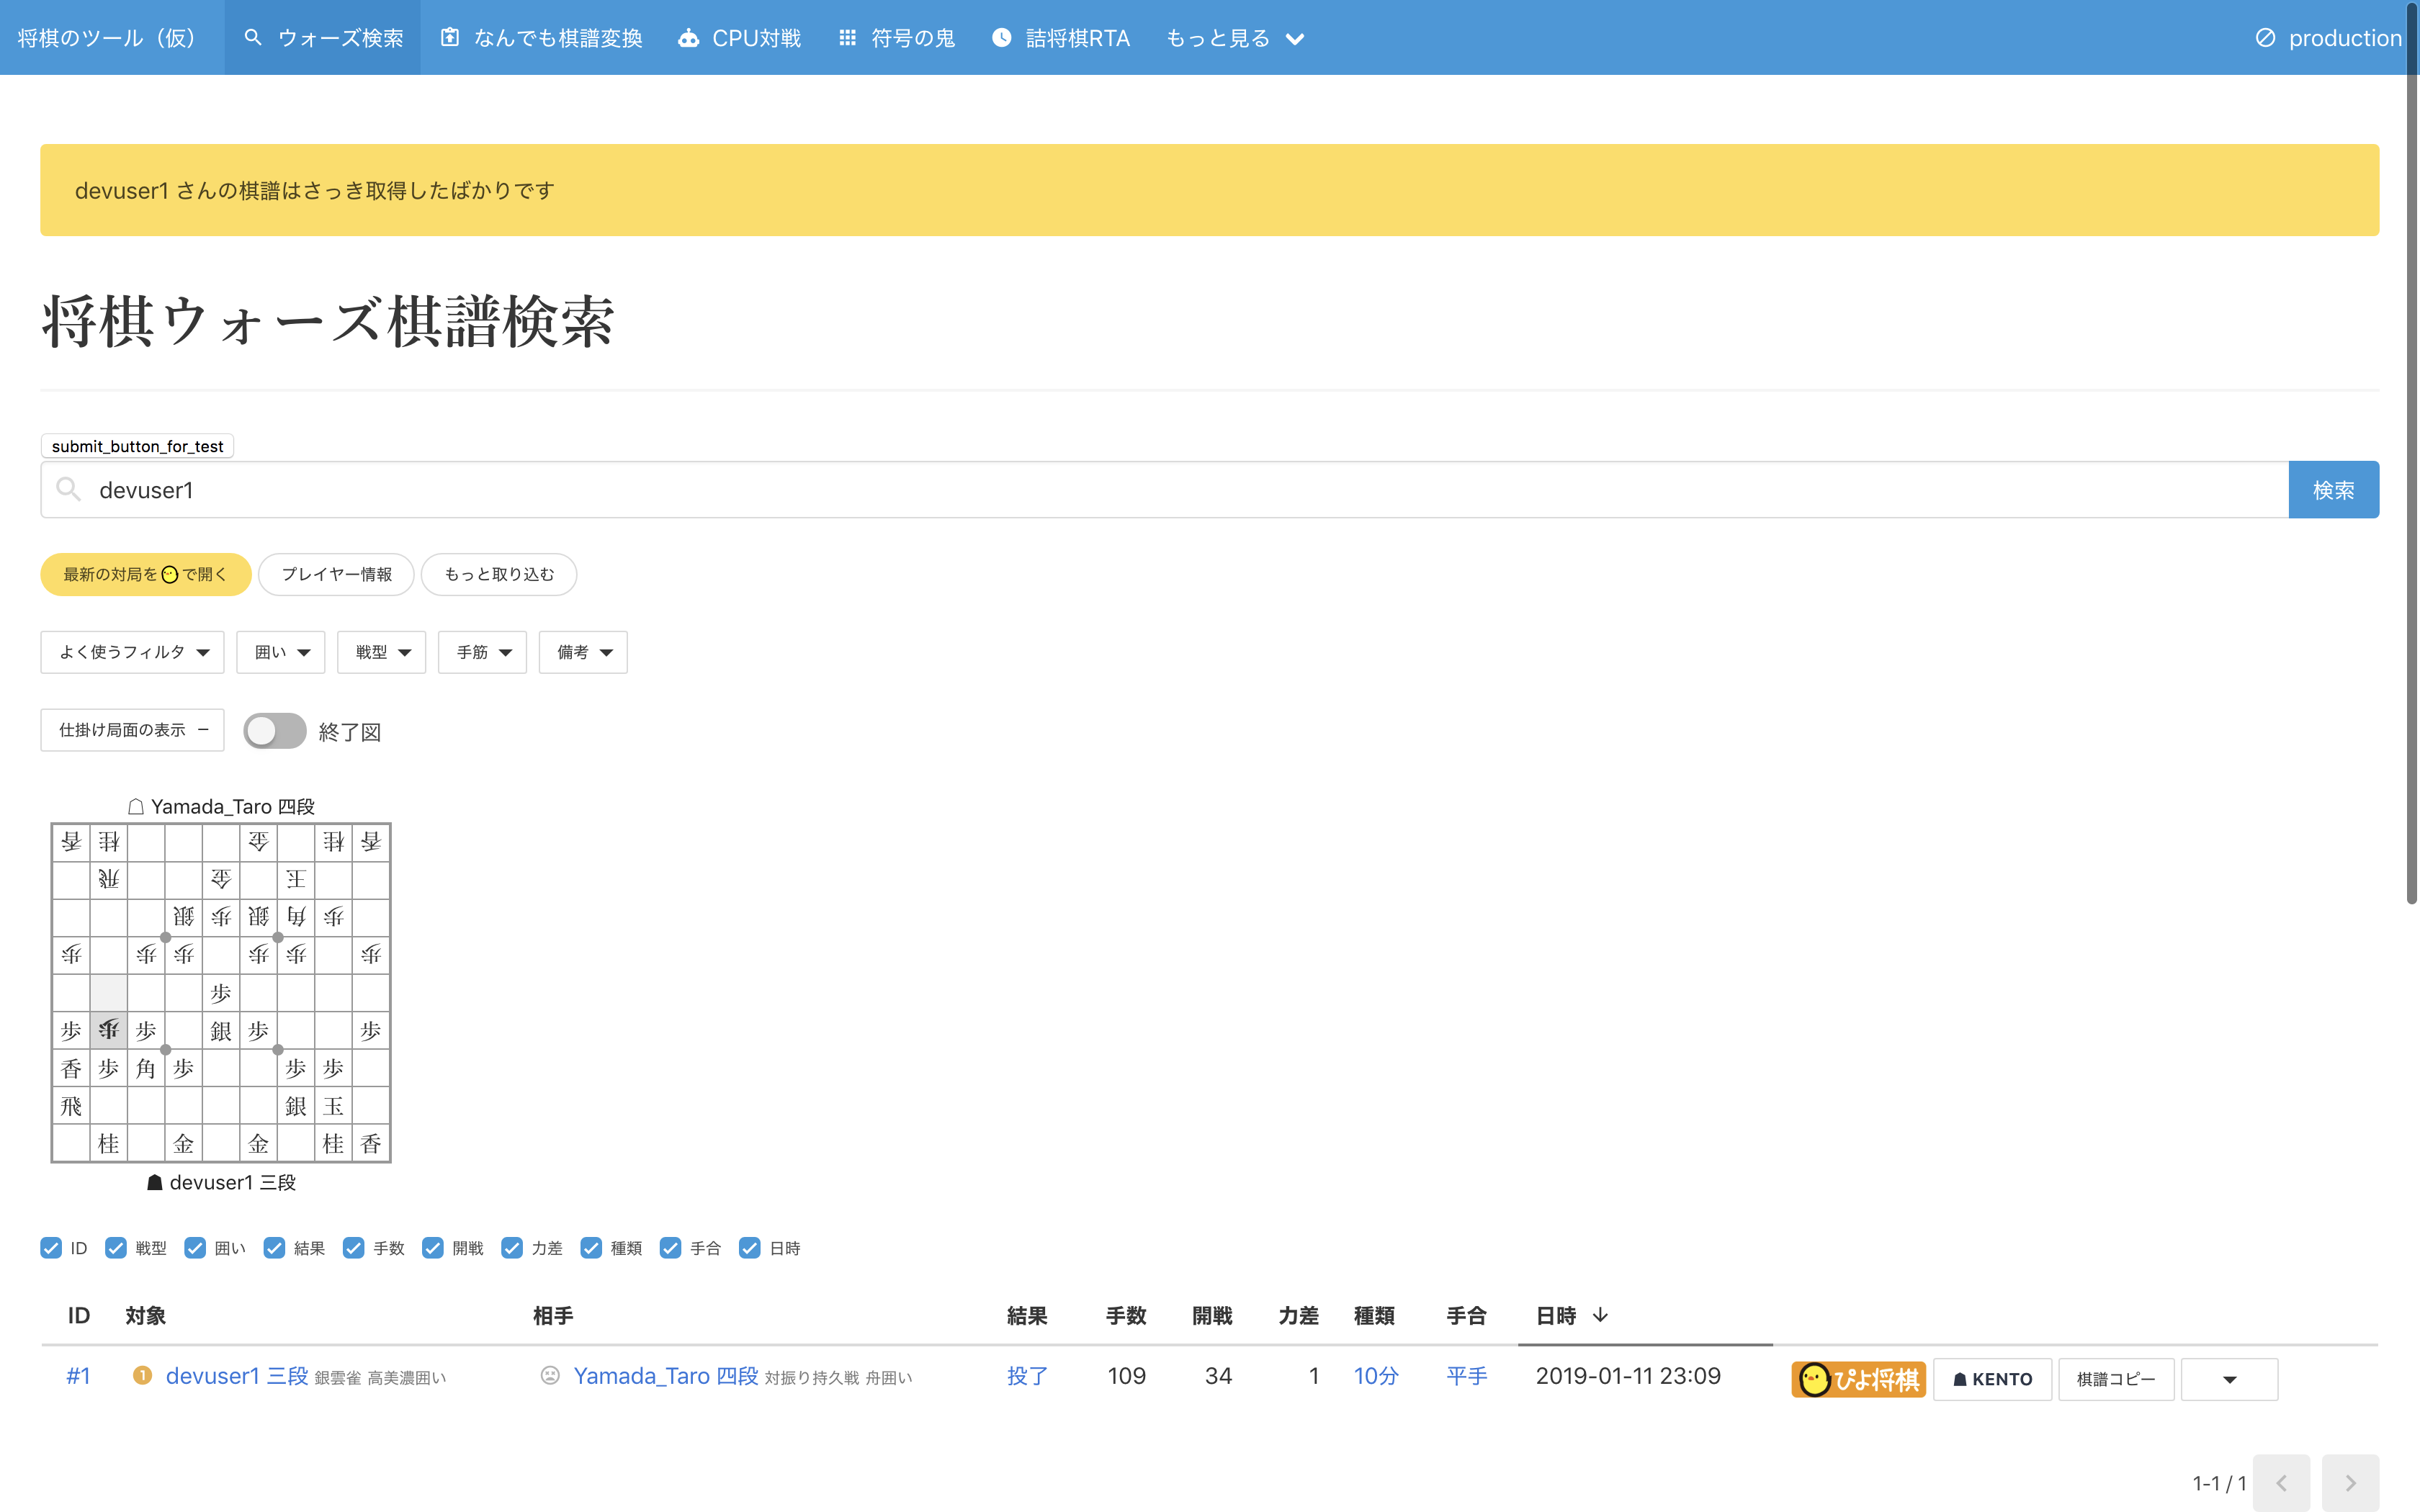 将棋のツール（仮） ウォーズ検索 なんでも棋譜変換 CPU対戦 符号の鬼 詰将棋RTA もっと見る production
devuser1 さんの棋譜はさっき取得したばかりです
将棋ウォーズ棋譜検索
submit_button_for_test
devuser1 検索
最新の対局を で開く プレイヤー情報 もっと取り込む
よく使うフィルタ 囲い 戦型 手筋 備考
仕掛け局面の表示 終了図
☖ Yamada_Taro 四段
香 桂 金 桂 香
飛 金 王
銀 歩 銀 角 歩
歩 歩 歩 歩 歩 歩
歩
歩 歩 歩 銀 歩 歩
香 歩 角 歩 歩 歩
飛 銀 玉
桂 金 金 桂 香
☗ devuser1 三段
ID 戦型 囲い 結果 手数 開戦 力差 種類 手合 日時
ID 対象 相手 結果 手数 開戦 力差 種類 手合 日時
#1 1 devuser1 三段 銀雲雀 高美濃囲い Yamada_Taro 四段 対振り持久戦 舟囲い 投了 109 34 1 10分 平手 2019-01-11 23:09 ぴよ将棋 KENTO 棋譜コピー
1-1 / 1